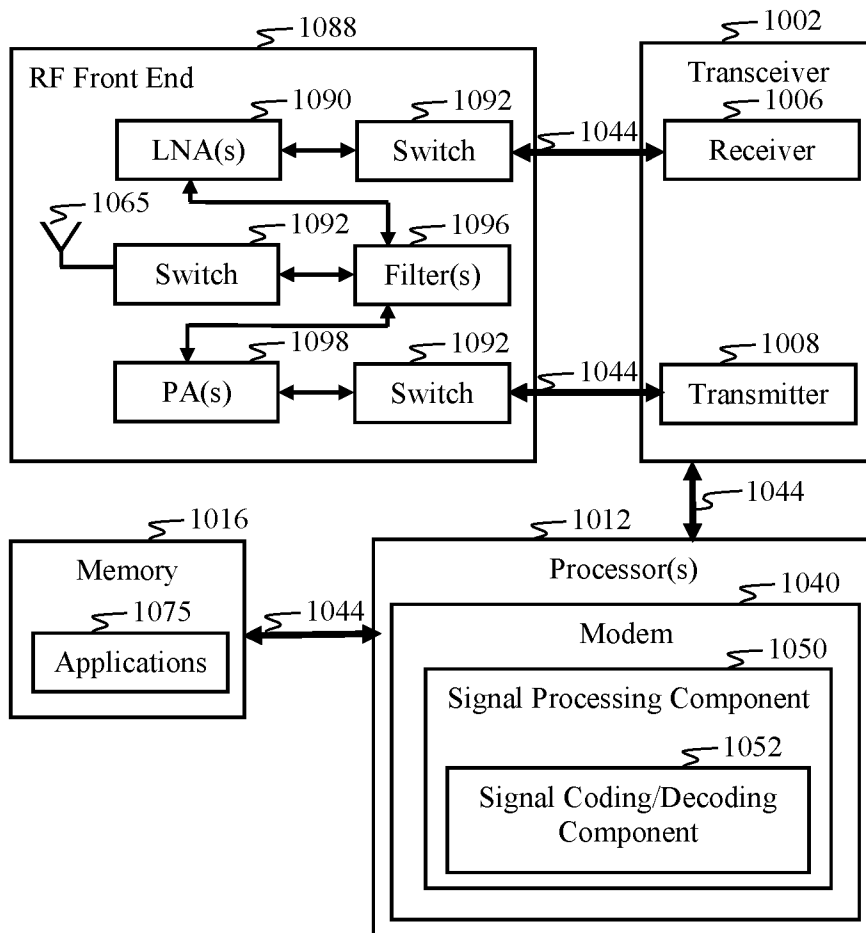 1088
1002
RF Front End
Transceiver
1090
1092
1044
1006
LNA(s)
Switch
Receiver
1065
1092
1096
Switch
Filter(s)
1098
1092
1044
1008
PA(s)
Switch
Transmitter
1044
1016
1012
Memory
Processor(s)
1075
1044
1040
Applications
Modem
1050
Signal Processing Component
1052
Signal Coding/Decoding
Component